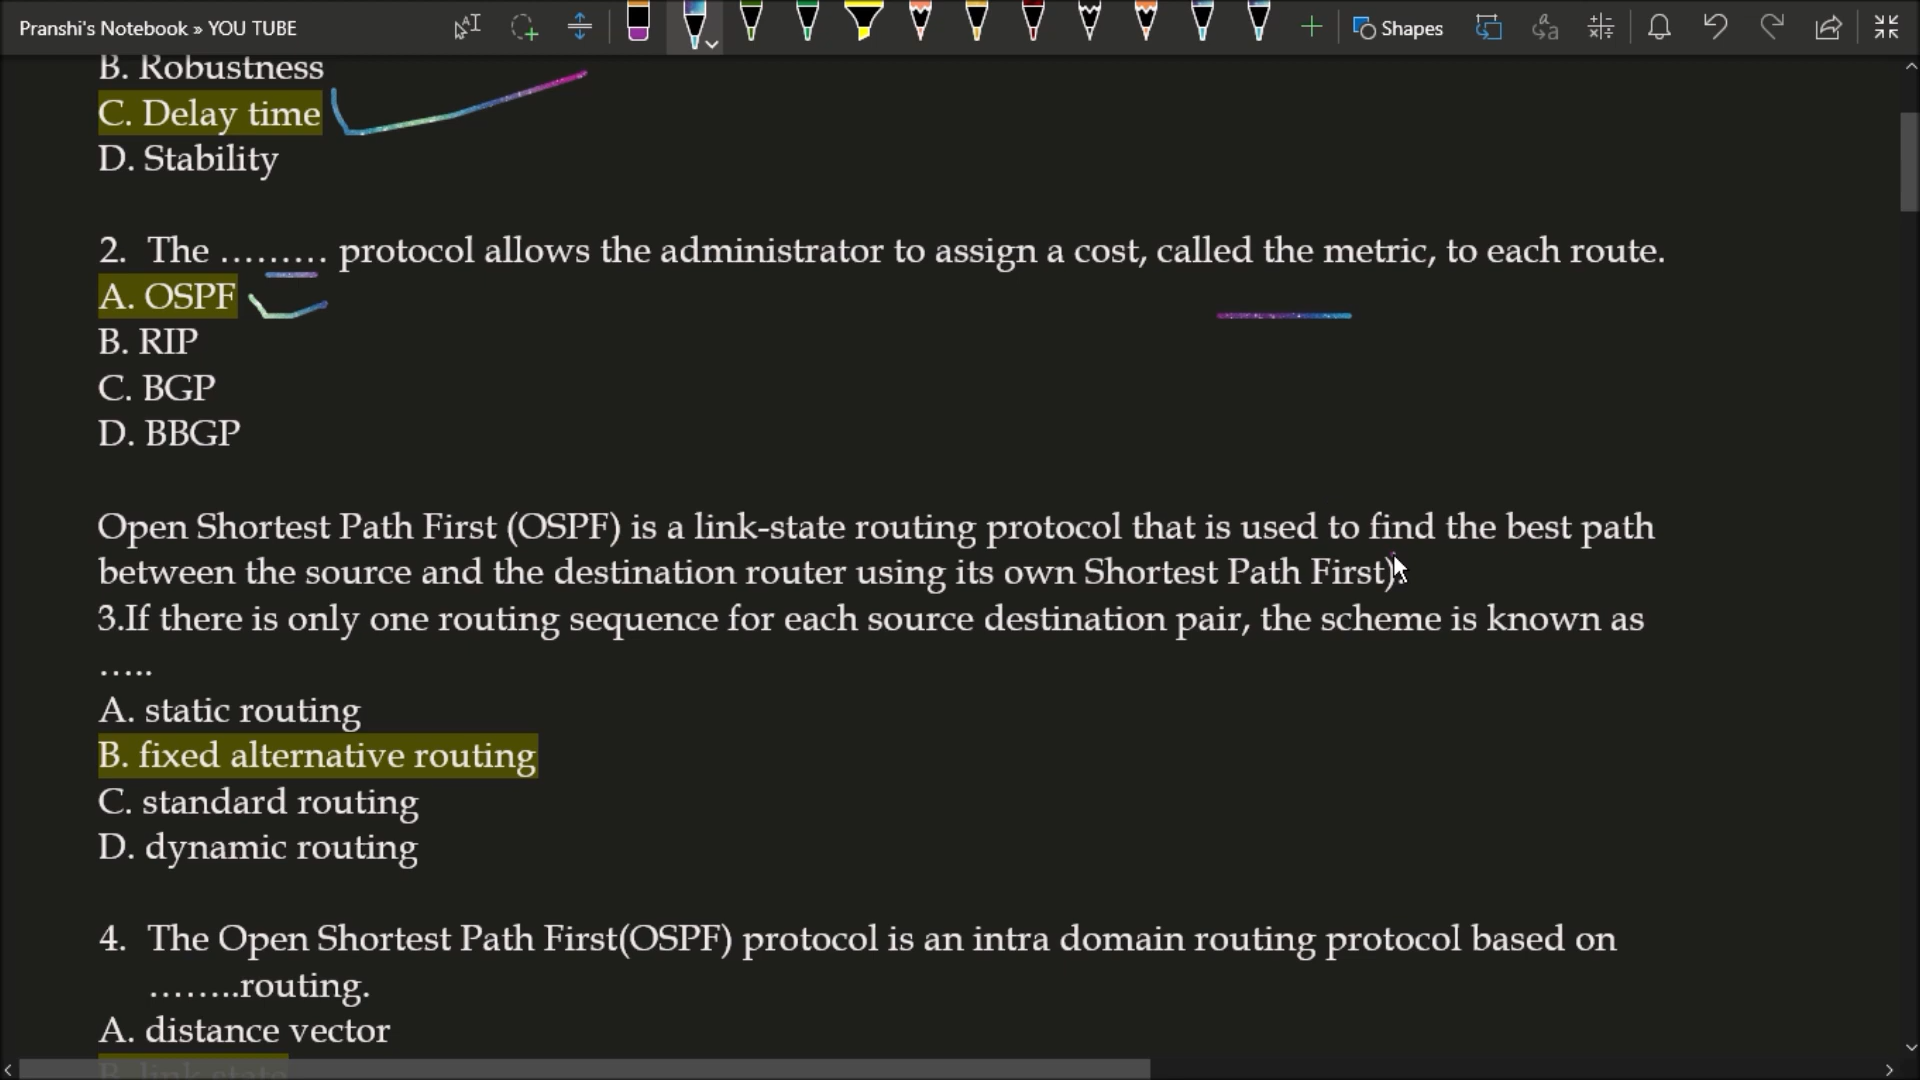 Pranshi's Notebook » YOU TUBE
Shapes
B. Robustness
C. Delay time
D. Stability
2. The ……… protocol allows the administrator to assign a cost, called the metric, to each route.
A. OSPF
B. RIP
C. BGP
D. BBGP
Open Shortest Path First (OSPF) is a link-state routing protocol that is used to find the best path
between the source and the destination router using its own Shortest Path First).
3.If there is only one routing sequence for each source destination pair, the scheme is known as
…..
A. static routing
B. fixed alternative routing
C. standard routing
D. dynamic routing
4. The Open Shortest Path First(OSPF) protocol is an intra domain routing protocol based on
……..routing.
A. distance vector
B. link state